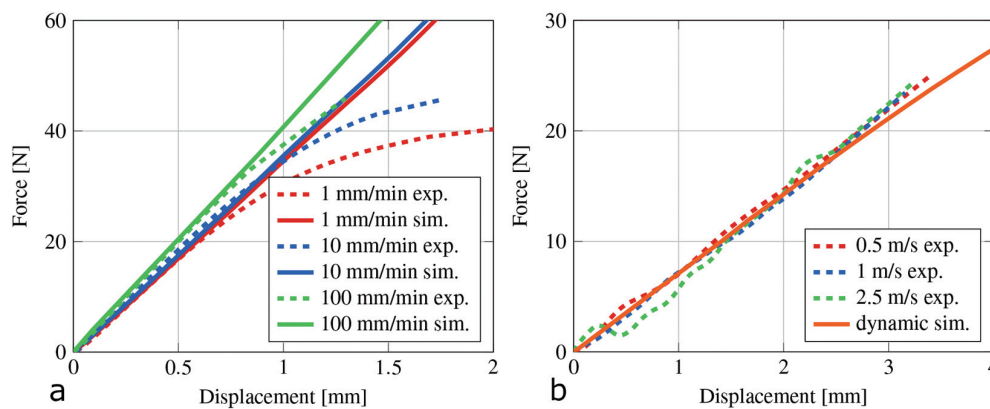 60
40
20
0
Force [N]
0
0.5
1
1.5
2
Displacement [mm]
1 mm/min exp.
1 mm/min sim.
10 mm/min exp.
10 mm/min sim.
100 mm/min exp.
100 mm/min sim.
a
30
20
10
0
Force [N]
0
1
2
3
4
Displacement [mm]
0.5 m/s exp.
1 m/s exp.
2.5 m/s exp.
dynamic sim.
b